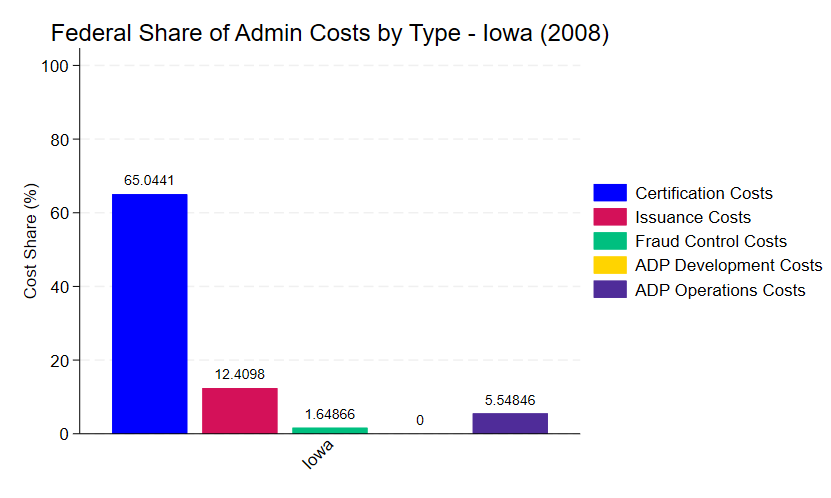 Federal Share of Admin Costs by Type - Iowa (2008)
Cost Share (%)
100
80
60
40
20
0
65.0441
12.4098
1.64866
0
5.54846
Iowa
Certification Costs
Issuance Costs
Fraud Control Costs
ADP Development Costs
ADP Operations Costs